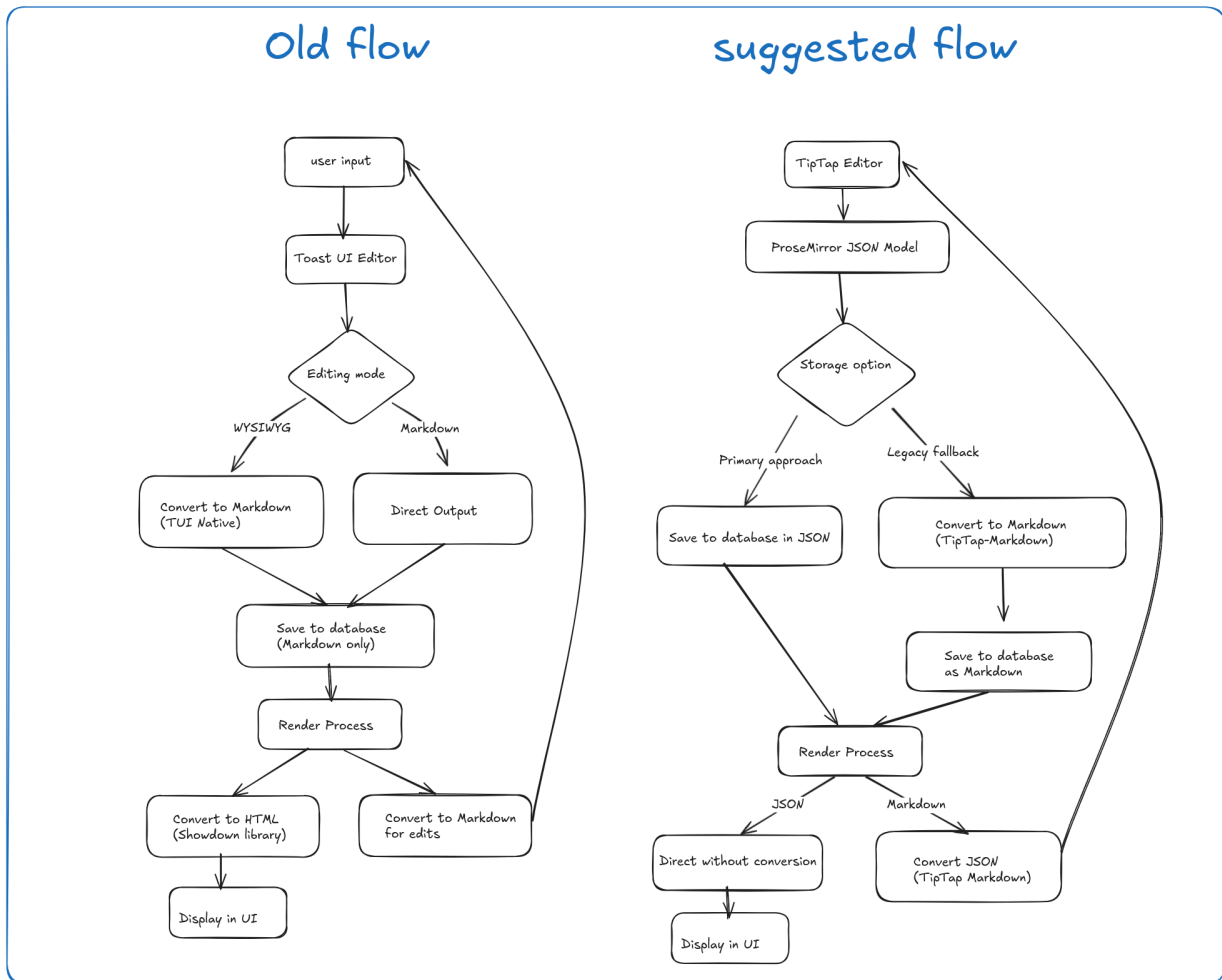 Old flow
user input
Toast UI Editor
Editing mode
WYSIWYG
Markdown
Convert to Markdown
(TUI Native)
Direct Output
Save to database
(Markdown only)
Render Process
Convert to HTML
(Showdown library)
Convert to Markdown
for edits
Display in UI
suggested flow
TipTap Editor
ProseMirror JSON Model
Storage option
Primary approach
Legacy fallback
Save to database in JSON
Convert to Markdown
(TipTap-Markdown)
Save to database
as Markdown
Render Process
JSON
Markdown
Direct without conversion
Convert JSON
(TipTap Markdown)
Display in UI